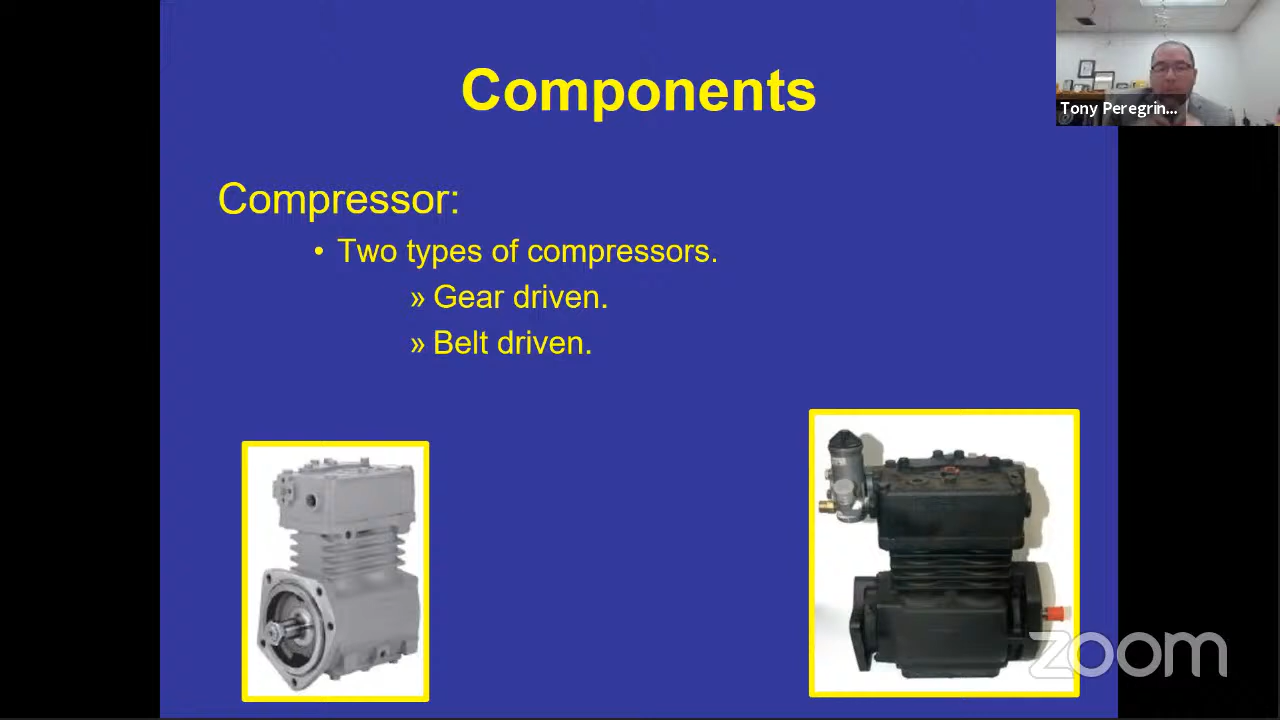 Components
Tony Peregrin...
Compressor:
• Two types of compressors.
» Gear driven.
» Belt driven.
zoom